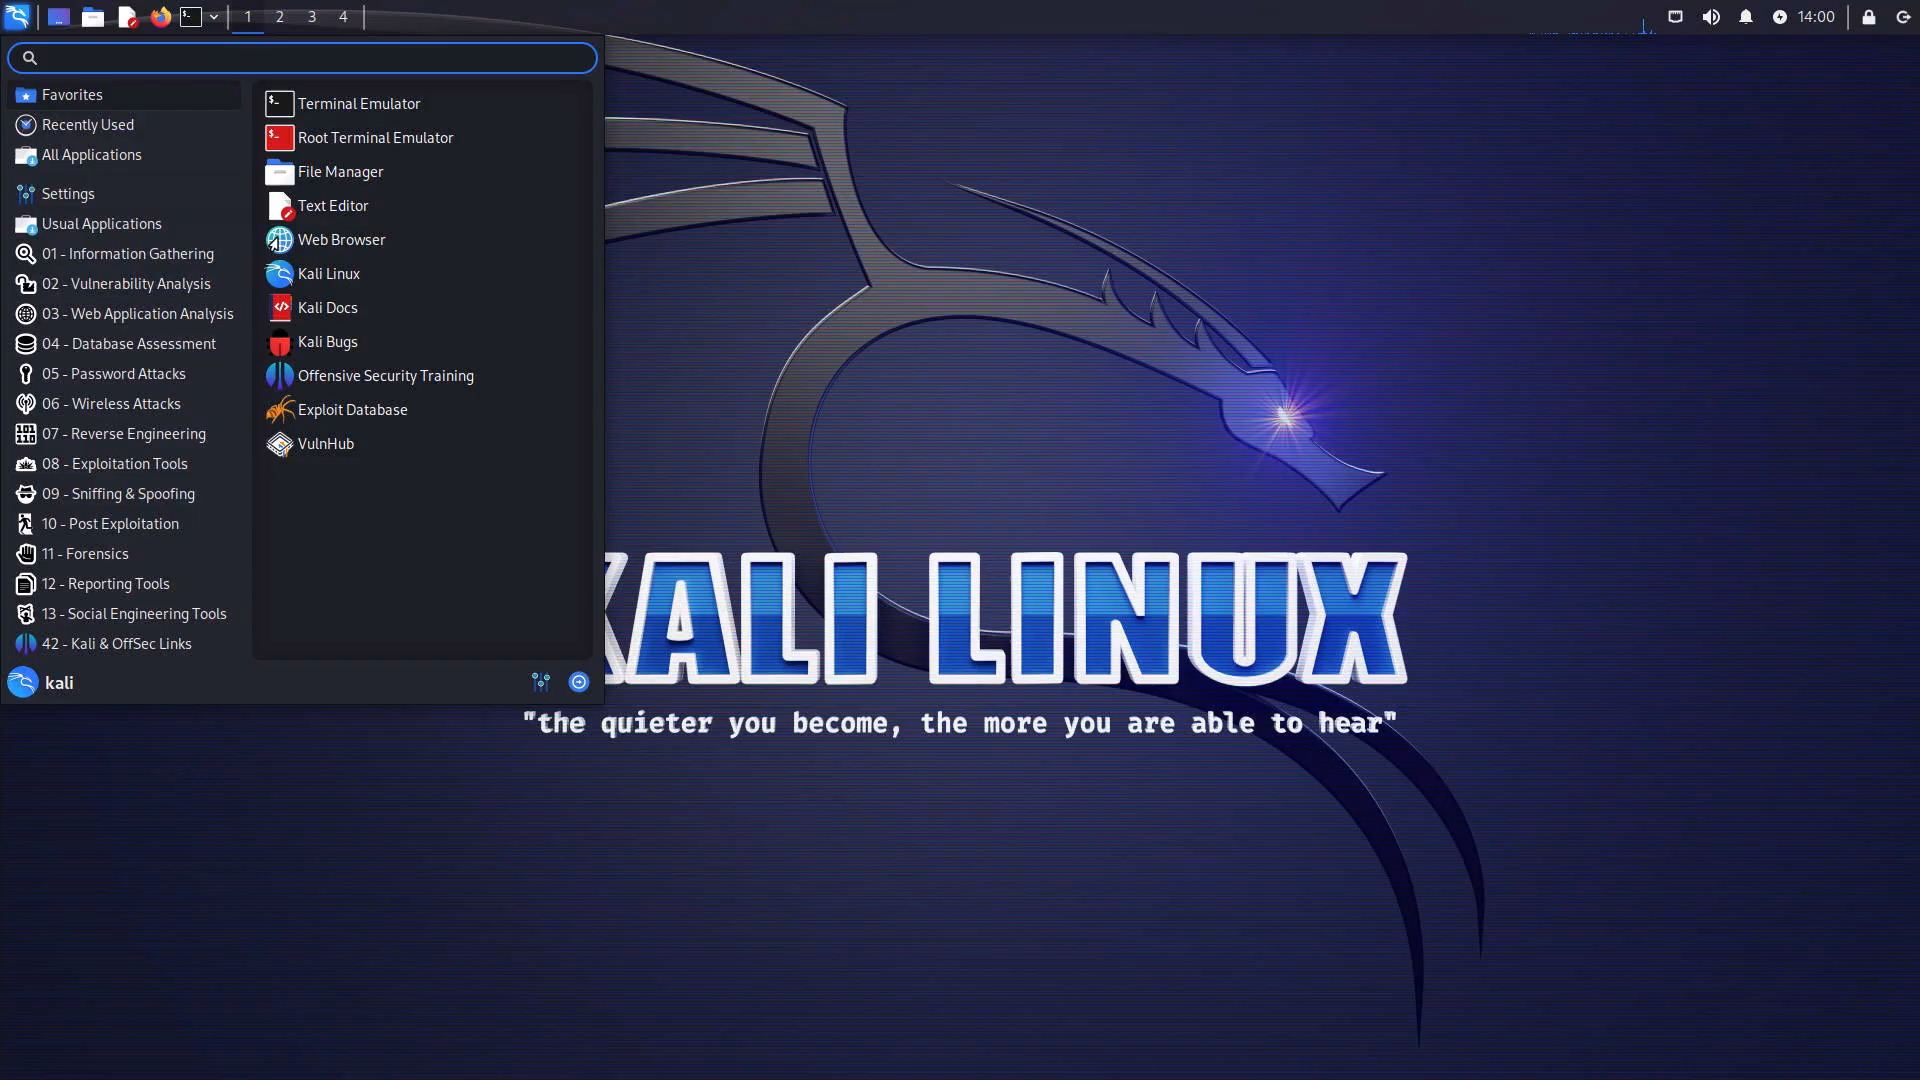 1 2 3 4
14:00
Favorites
Recently Used
All Applications
Settings
Usual Applications
01 - Information Gathering
02 - Vulnerability Analysis
03 - Web Application Analysis
04 - Database Assessment
05 - Password Attacks
06 - Wireless Attacks
07 - Reverse Engineering
08 - Exploitation Tools
09 - Sniffing & Spoofing
10 - Post Exploitation
11 - Forensics
12 - Reporting Tools
13 - Social Engineering Tools
42 - Kali & OffSec Links
kali
Terminal Emulator
Root Terminal Emulator
File Manager
Text Editor
Web Browser
Kali Linux
Kali Docs
Kali Bugs
Offensive Security Training
Exploit Database
VulnHub
KALI LINUX
"the quieter you become, the more you are able to hear"